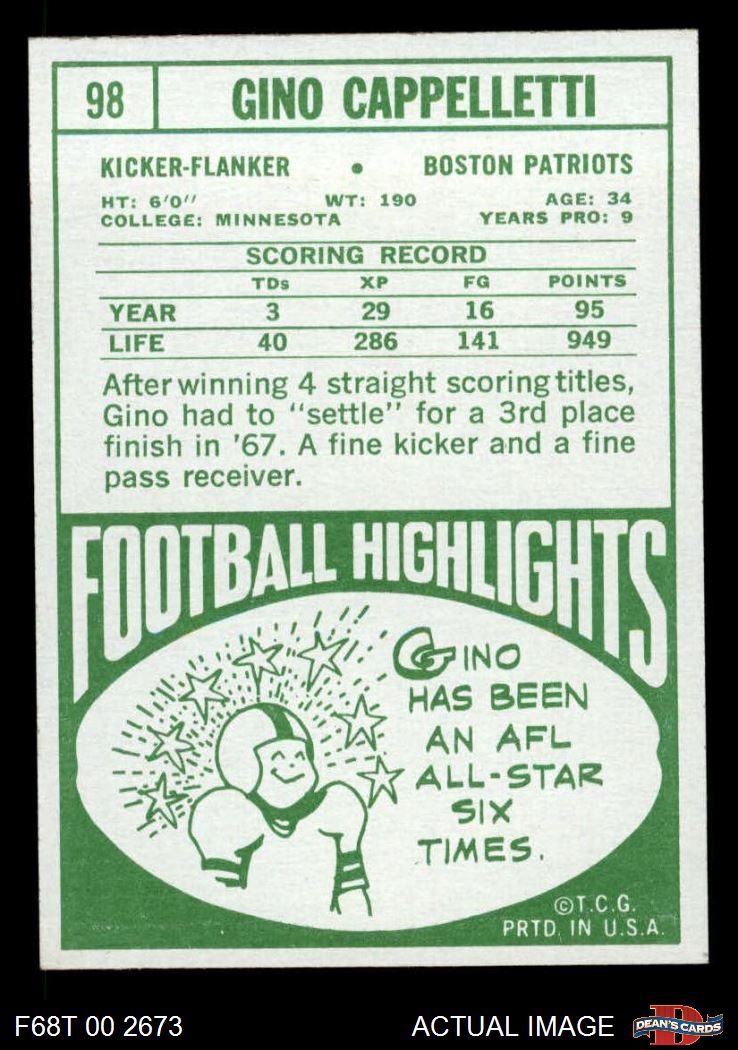 98 GINO CAPPELLETTI
KICKER-FLANKER • BOSTON PATRIOTS
HT: 6'0" WT: 190 AGE: 34
COLLEGE: MINNESOTA YEARS PRO: 9
SCORING RECORD
TDs XP FG POINTS
YEAR 3 29 16 95
LIFE 40 286 141 949
After winning 4 straight scoring titles,
Gino had to "settle" for a 3rd place
finish in '67. A fine kicker and a fine
pass receiver.
FOOTBALL HIGHLIGHTS
GINO
HAS BEEN
AN AFL
ALL-STAR
SIX
TIMES.
©T.C.G.
PRTD. IN U.S.A.
F68T 00 2673 ACTUAL IMAGE D DEAN'S CARDS